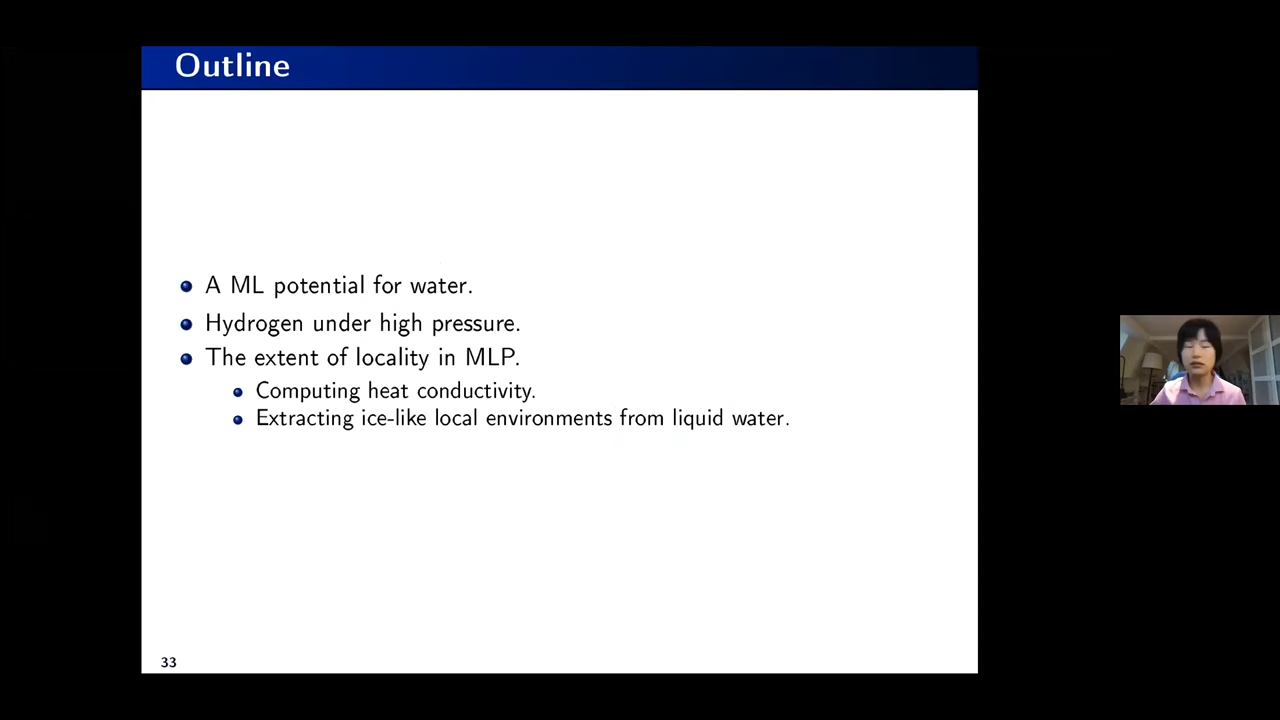 Outline
A ML potential for water.
Hydrogen under high pressure.
The extent of locality in MLP.
Computing heat conductivity.
Extracting ice-like local environments from liquid water.
33